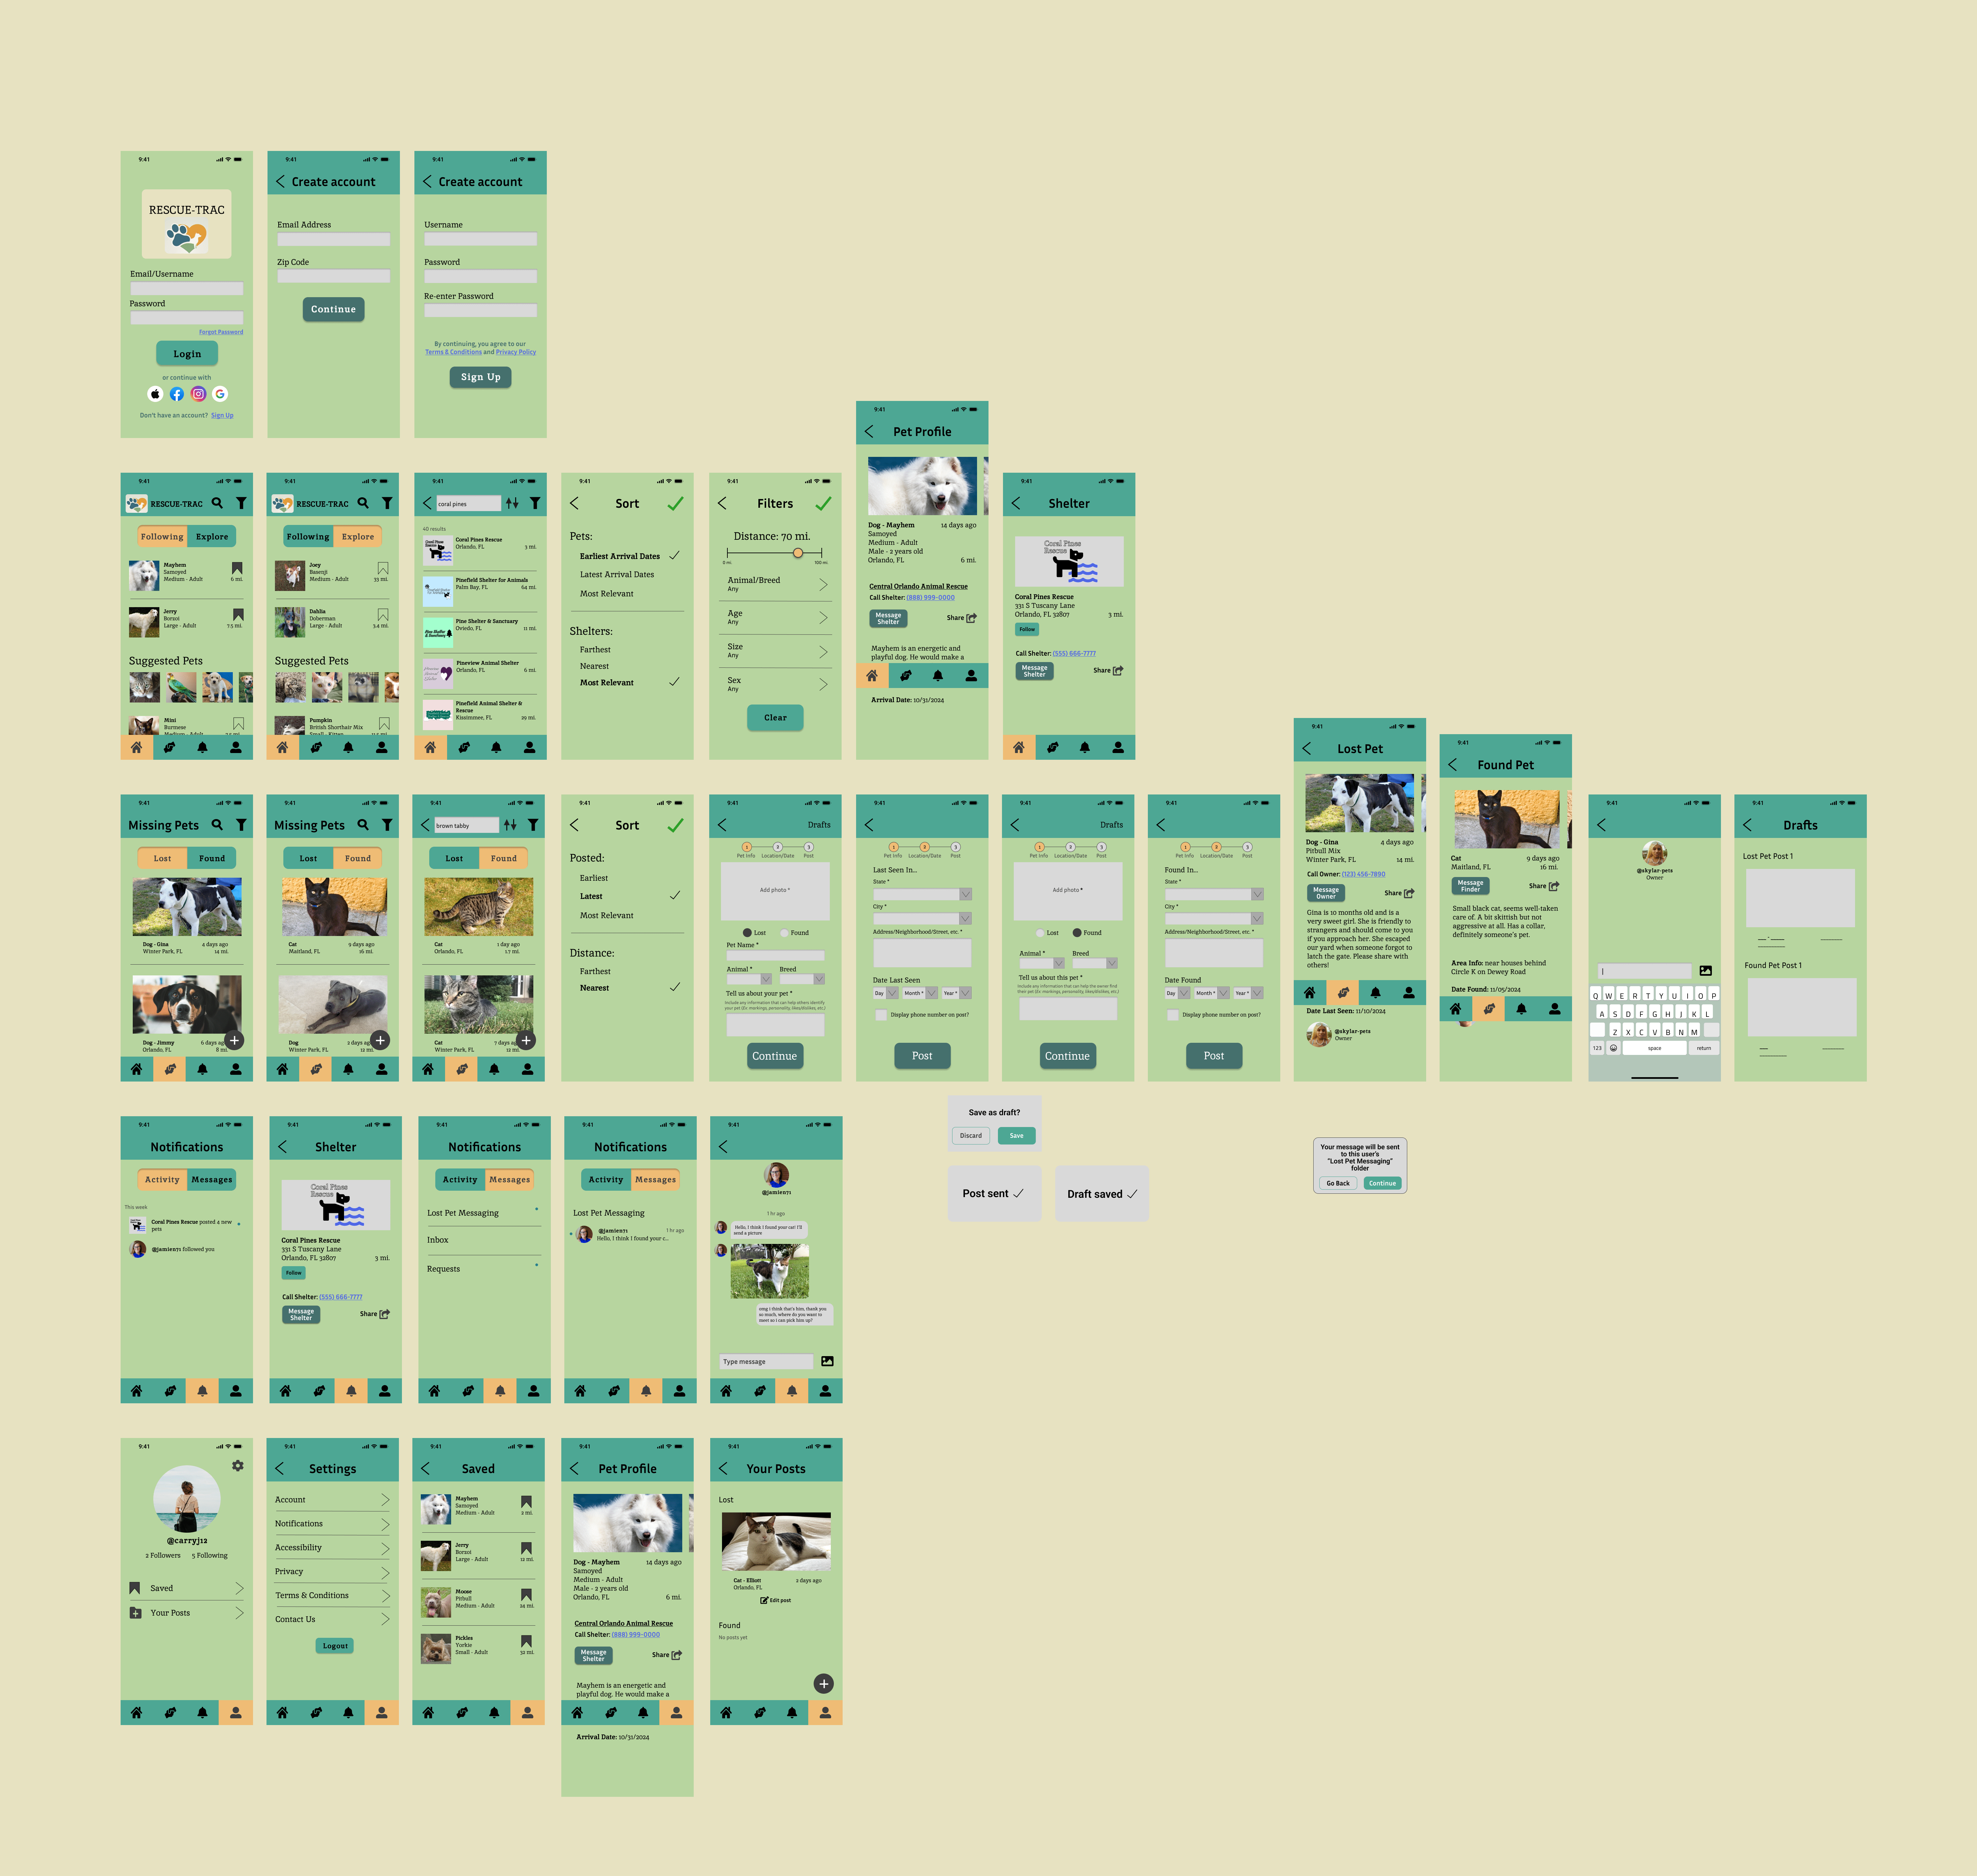 9:41
RESCUE-TRAC
Email/Username
Password
Forgot Password
Login
or continue with
Don't have an account? Sign Up
9:41
Create account
Email Address
Zip Code
Continue
9:41
Create account
Username
Password
Re-enter Password
By continuing, you agree to our
Terms & Conditions and Privacy Policy
Sign Up
9:41
RESCUE-TRAC
Following Explore
Mayhem
Samoyed
Medium - Adult 6 mi.
Jerry
Borzoi
Large - Adult 7.5 mi.
Suggested Pets
Mini
Burmese
Medium - Adult
9:41
RESCUE-TRAC
Following Explore
Joey
Basenji
Medium - Adult 33 mi.
Dahlia
Doberman
Large - Adult 3.4 mi.
Suggested Pets
Pumpkin
British Shorthair Mix
Small - Kitten
9:41
coral pines
40 results
Coral Pines Rescue
Orlando, FL 3 mi.
Pinefield Shelter for Animals
Palm Bay, FL 64 mi.
Pine Shelter & Sanctuary
Oviedo, FL 11 mi.
Pineview Animal Shelter
Orlando, FL 6 mi.
Pinefield Animal Shelter &
Rescue
Kissimmee, FL 29 mi.
9:41
Sort
Pets:
Earliest Arrival Dates
Latest Arrival Dates
Most Relevant
Shelters:
Farthest
Nearest
Most Relevant
9:41
Filters
Distance: 70 mi.
0 mi. 100 mi.
Animal/Breed
Any
Age
Any
Size
Any
Sex
Any
Clear
9:41
Pet Profile
Dog - Mayhem 14 days ago
Samoyed
Medium - Adult
Male - 2 years old
Orlando, FL 6 mi.
Central Orlando Animal Rescue
Call Shelter: (888) 999-0000
Message
Shelter
Share
Mayhem is an energetic and
playful dog. He would make a
Arrival Date: 10/31/2024
9:41
Shelter
Coral Pines
Rescue
Coral Pines Rescue
331 S Tuscany Lane
Orlando, FL 32807 3 mi.
Follow
Call Shelter: (555) 666-7777
Message
Shelter
Share
9:41
Missing Pets
Lost Found
Dog - Gina 4 days ago
Winter Park, FL 14 mi.
Dog - Jimmy 6 days ag
Orlando, FL 8 mi.
9:41
Missing Pets
Lost Found
Cat 9 days ago
Maitland, FL 16 mi.
Dog 2 days ag
Winter Park, FL 12 mi.
9:41
brown tabby
Lost Found
Cat 1 day ago
Orlando, FL 1.7 mi.
Cat 7 days ag
Winter Park, FL 12 mi.
9:41
Sort
Posted:
Earliest
Latest
Most Relevant
Distance:
Farthest
Nearest
9:41
Drafts
1 2 3
Pet Info Location/Date Post
Add photo *
Lost Found
Pet Name *
Animal * Breed
Tell us about your pet *
Include any information that can help others identify
your pet (Ex: markings, personality, likes/dislikes, etc.)
Continue
9:41
1 2 3
Pet Info Location/Date Post
Last Seen In...
State *
City *
Address/Neighborhood/Street, etc. *
Date Last Seen
Day Month * Year *
Display phone number on post?
Post
9:41
Drafts
1 2 3
Pet Info Location/Date Post
Add photo *
Lost Found
Animal * Breed
Tell us about this pet *
Include any information that can help the owner find
their pet (Ex: markings, personality, likes/dislikes, etc.)
Continue
9:41
1 2 3
Pet Info Location/Date Post
Found In...
State *
City *
Address/Neighborhood/Street, etc. *
Date Found
Day Month * Year *
Display phone number on post?
Post
9:41
Lost Pet
Dog - Gina 4 days ago
Pitbull Mix
Winter Park, FL 14 mi.
Call Owner: (123) 456-7890
Message
Owner
Share
Gina is 10 months old and is a
very sweet girl. She is friendly to
strangers and should come to you
if you approach her. She escaped
our yard when someone forgot to
latch the gate. Please share with
others!
Date Last Seen: 11/10/2024
@skylar-pets
Owner
9:41
Found Pet
Cat 9 days ago
Maitland, FL 16 mi.
Message
Finder
Share
Small black cat, seems well-taken
care of. A bit skittish but not
aggressive at all. Has a collar,
definitely someone's pet.
Area Info: near houses behind
Circle K on Dewey Road
Date Found: 11/05/2024
9:41
@skylar-pets
Owner
Q W E R T Y U I O P
A S D F G H J K L
Z X C V B N M
123 space return
9:41
Drafts
Lost Pet Post 1
Found Pet Post 1
Save as draft?
Discard Save
Post sent
Draft saved
Your message will be sent
to this user's
"Lost Pet Messaging"
folder
Go Back Continue
9:41
Notifications
Activity Messages
This week
Coral Pines Rescue posted a new
pets
@jamien71 followed you
9:41
Shelter
Coral Pines
Rescue
Coral Pines Rescue
331 S Tuscany Lane
Orlando, FL 32807 3 mi.
Follow
Call Shelter: (555) 666-7777
Message
Shelter
Share
9:41
Notifications
Activity Messages
Lost Pet Messaging
Inbox
Requests
9:41
Notifications
Activity Messages
Lost Pet Messaging
@jamien71 1 hr ago
Hello, I think I found your c...
9:41
@jamien71
1 hr ago
Hello, I think I found your cat! I'll
send a picture
omg i think that's him, thank you
so much, where do you want to
meet so i can pick him up?
Type message
9:41
@carryj12
2 Followers 5 Following
Saved
Your Posts
9:41
Settings
Account
Notifications
Accessibility
Privacy
Terms & Conditions
Contact Us
Logout
9:41
Saved
Mayhem
Samoyed
Medium - Adult 2 mi.
Jerry
Borzoi
Large - Adult 12 mi.
Moose
Pitbull
Medium - Adult 24 mi.
Pickles
Yorkie
Small - Adult 32 mi.
9:41
Pet Profile
Dog - Mayhem 14 days ago
Samoyed
Medium - Adult
Male - 2 years old
Orlando, FL 6 mi.
Central Orlando Animal Rescue
Call Shelter: (888) 999-0000
Message
Shelter
Share
Mayhem is an energetic and
playful dog. He would make a
Arrival Date: 10/31/2024
9:41
Your Posts
Lost
Cat - Elliott 2 days ago
Orlando, FL
Edit post
Found
No posts yet